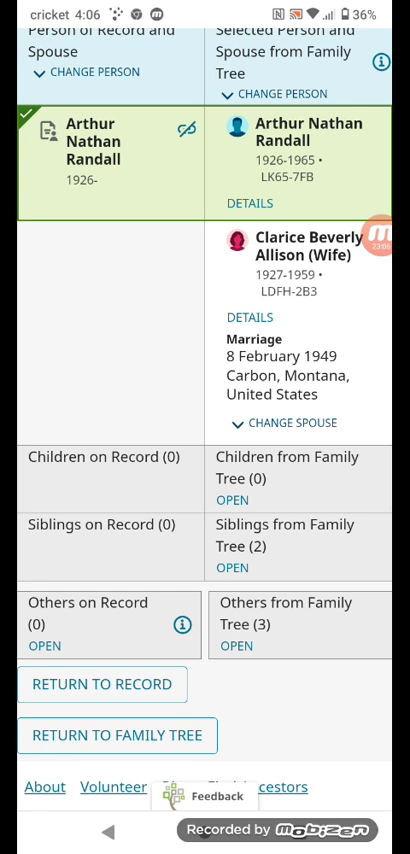 cricket 4:06
36%
Person of Record and
Spouse
CHANGE PERSON
Selected Person and
Spouse from Family
Tree
CHANGE PERSON
Arthur
Nathan
Randall
1926-
Arthur Nathan
Randall
1926-1965 •
LK65-7FB
DETAILS
Clarice Beverly
Allison (Wife)
1927-1959 •
LDFH-2B3
DETAILS
23:06
Marriage
8 February 1949
Carbon, Montana,
United States
CHANGE SPOUSE
Children on Record (0)
Children from Family
Tree (0)
OPEN
Siblings on Record (0)
Siblings from Family
Tree (2)
OPEN
Others on Record
(0)
OPEN
Others from Family
Tree (3)
OPEN
RETURN TO RECORD
RETURN TO FAMILY TREE
About Volunteer
Feedback
Recorded by mobizen